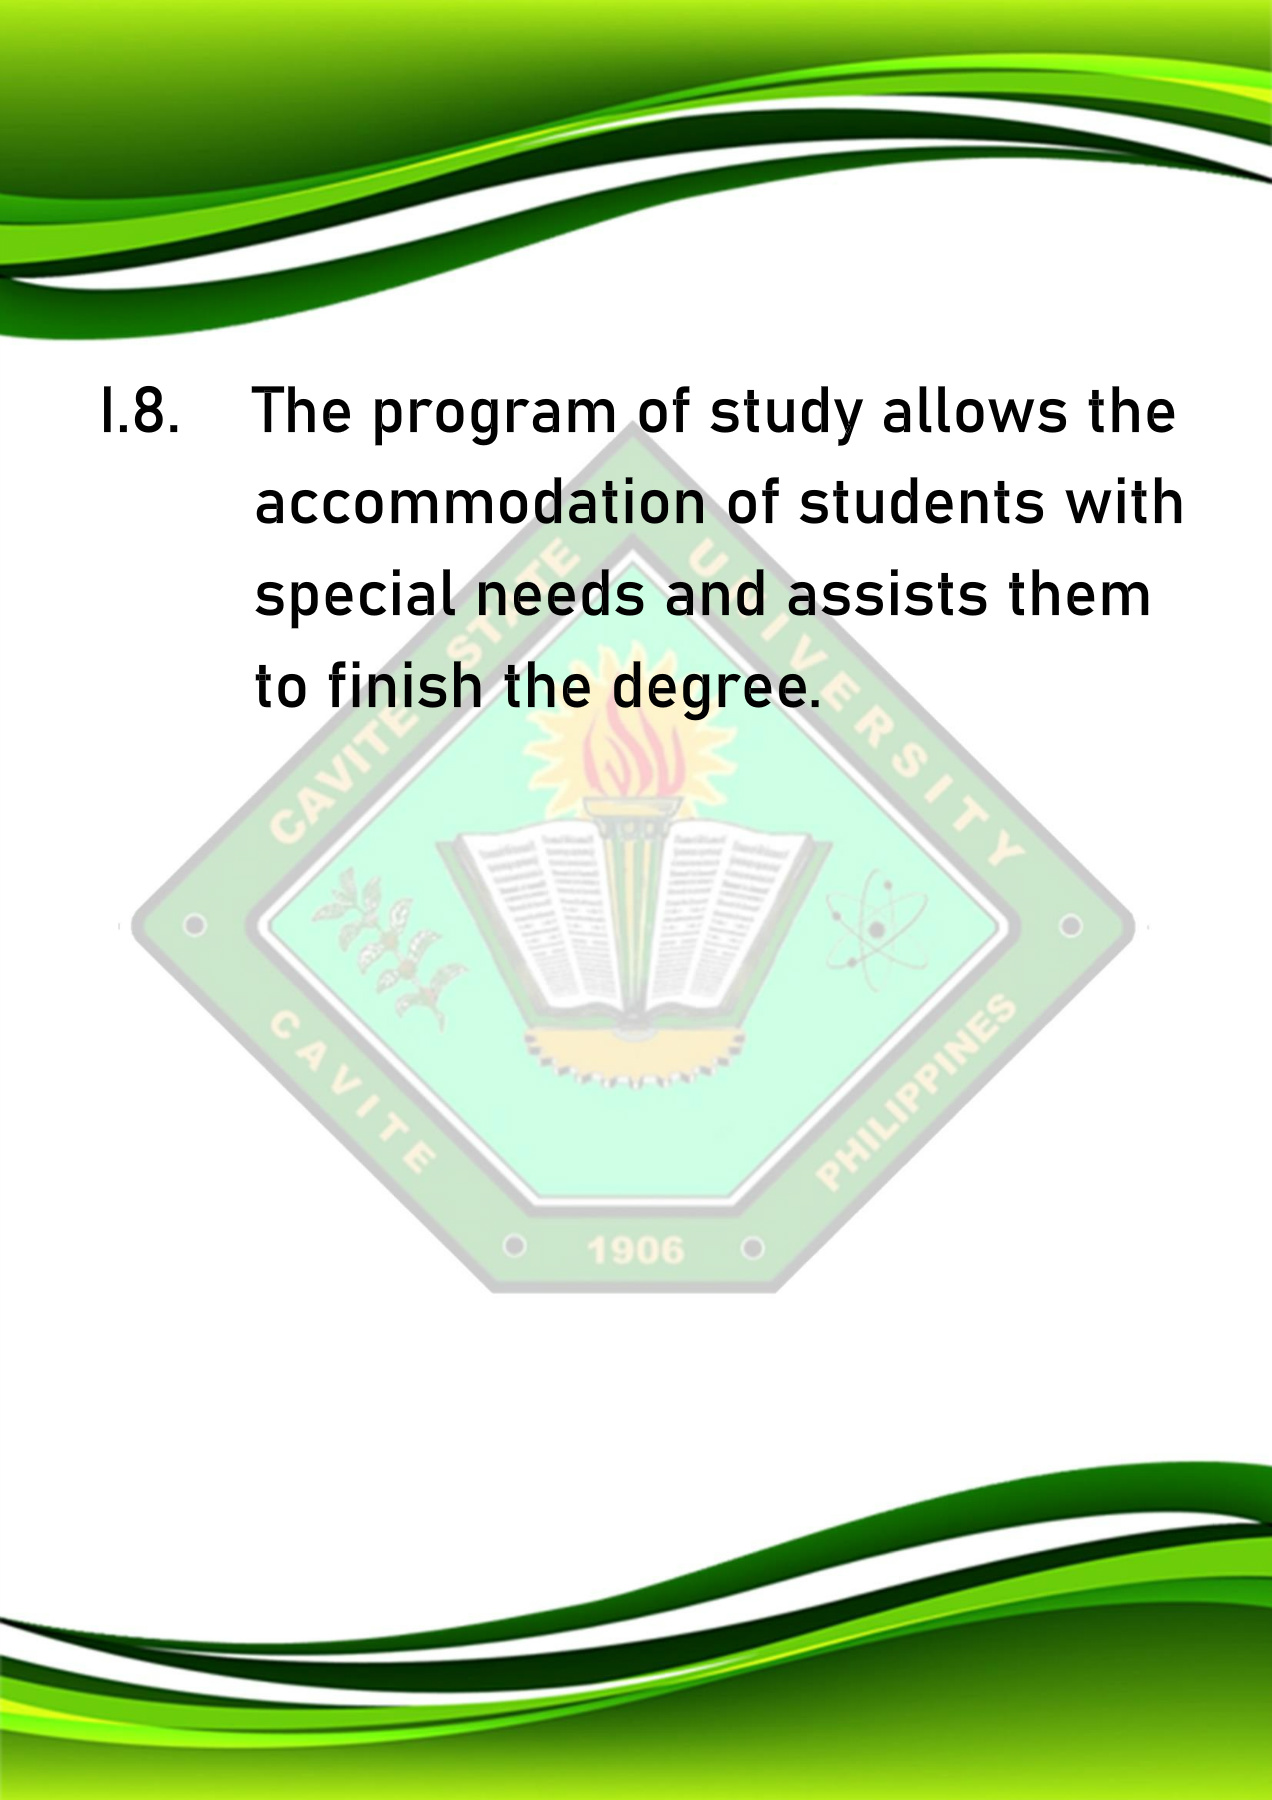 I.8. The program of study allows the
accommodation of students with
special needs and assists them
to finish the degree.
CAVITE STATE UNIVERSITY
CAVITE
PHILIPPINES
1906